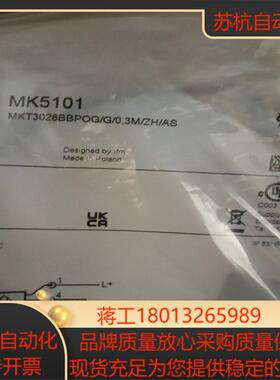 苏杭自动
MK5101
MKT3028BBPOG/G/0,3M/ZH/AS
Designed by ifm
Made in Poland
UK
CA
1
L+
4
蒋工18013265989
自动化
品牌质量放心采购质量保
开票
现货充足为您提供稳定的